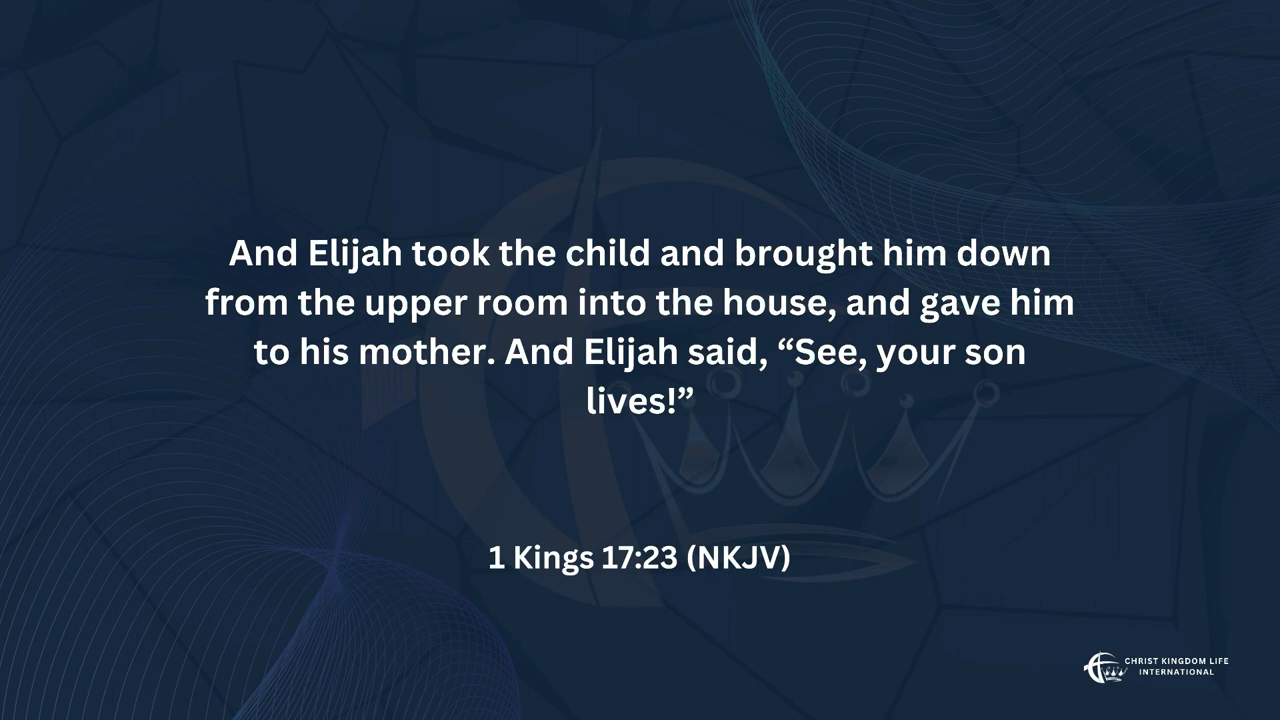 And Elijah took the child and brought him down
from the upper room into the house, and gave him
to his mother. And Elijah said, “See, your son
lives!”
1 Kings 17:23 (NKJV)
CHRIST KINGDOM LIFE
INTERNATIONAL